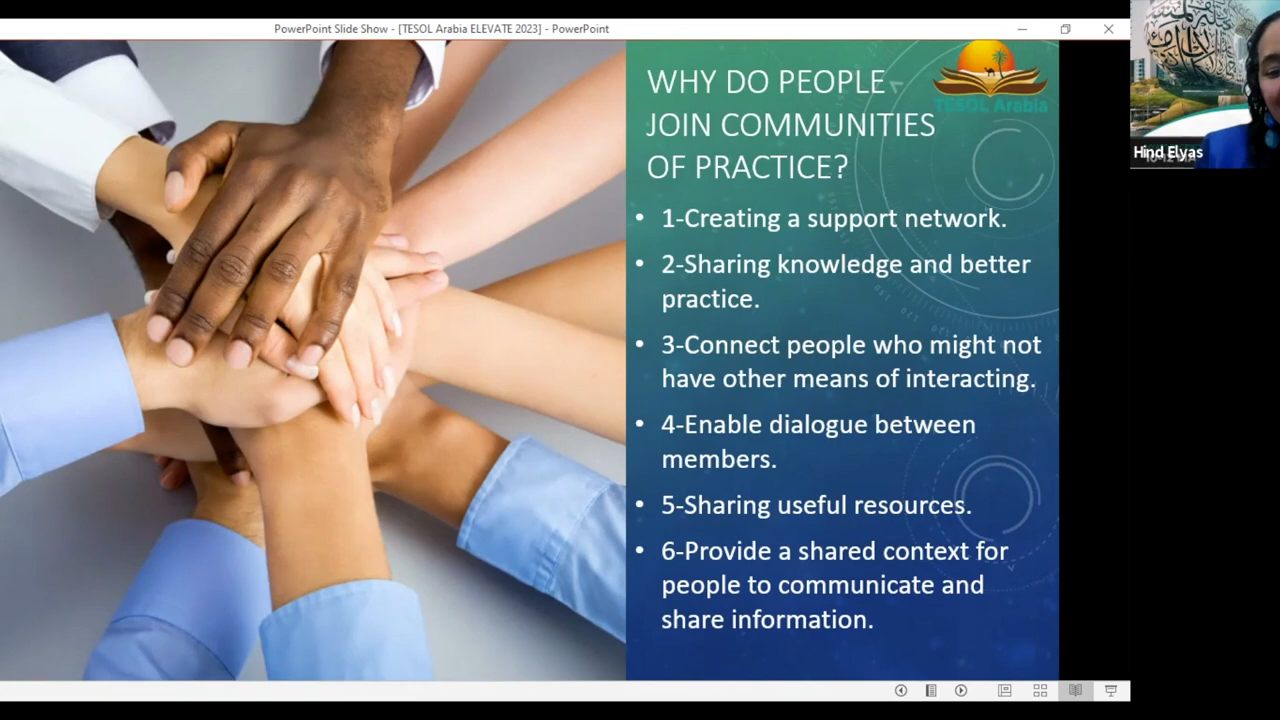 PowerPoint Slide Show - [TESOL Arabia ELEVATE 2023] - PowerPoint
WHY DO PEOPLE
JOIN COMMUNITIES
OF PRACTICE?
TESOL Arabia
• 1-Creating a support network.
• 2-Sharing knowledge and better
practice.
• 3-Connect people who might not
have other means of interacting.
• 4-Enable dialogue between
members.
• 5-Sharing useful resources.
• 6-Provide a shared context for
people to communicate and
share information.
Hind Elyas